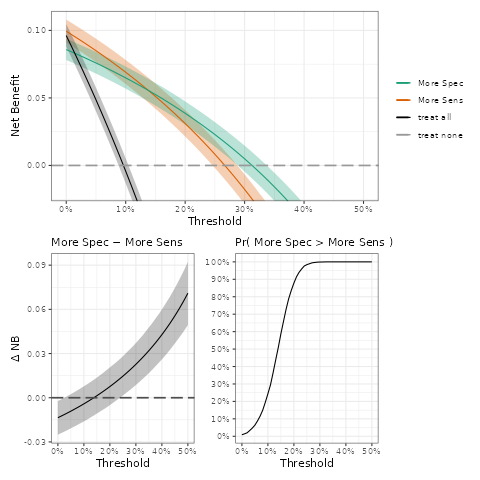 Net Benefit
0.10
0.05
0.00
0%
10%
20%
30%
40%
50%
Threshold
More Spec
More Sens
treat all
treat none
More Spec − More Sens
Δ NB
0.09
0.06
0.03
0.00
-0.03
0% 10% 20% 30% 40% 50%
Threshold
Pr( More Spec > More Sens )
100%
90%
80%
70%
60%
50%
40%
30%
20%
10%
0%
0% 10% 20% 30% 40% 50%
Threshold